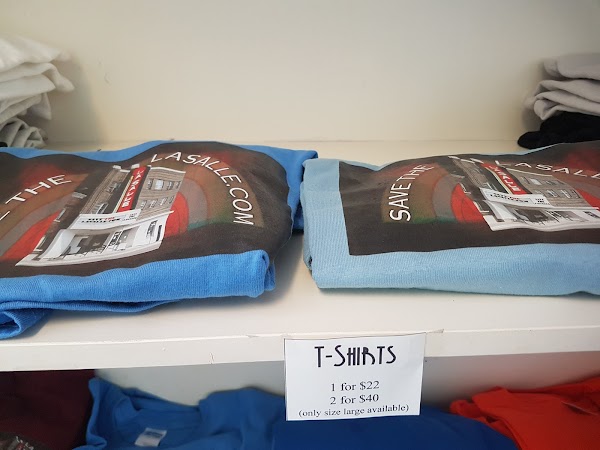 THE
LASALLE.COM
SAVE THE
T-SHIRTS
1 for $22
2 for $40
(only size large available)